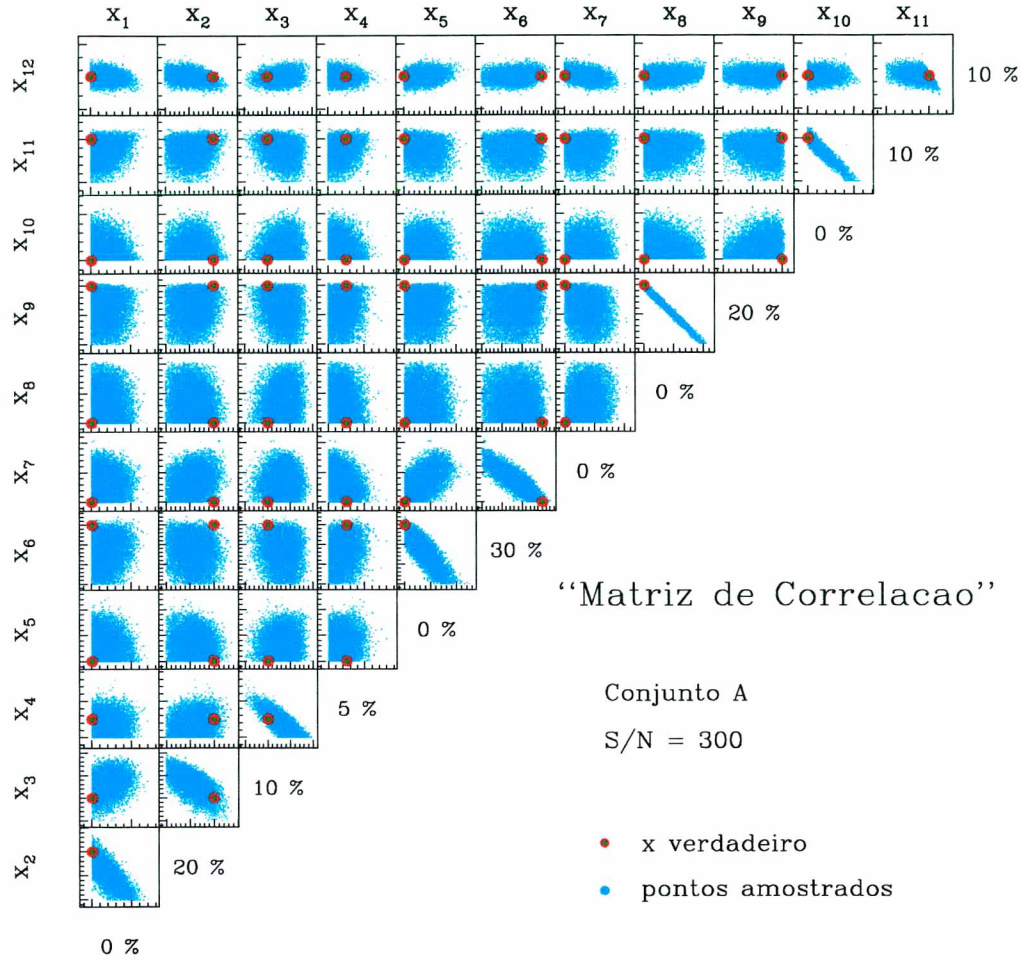 X₁ X₂ X₃ X₄ X₅ X₆ X₇ X₈ X₉ X₁₀ X₁₁
X₁₂ 10 %
X₁₁ 10 %
X₁₀ 0 %
X₉ 20 %
X₈ 0 %
X₇ 0 %
X₆ 30 %
“Matriz de Correlacao”
X₅ 0 %
X₄ 5 %
Conjunto A
S/N = 300
X₃ 10 %
X₂ 20 %
x verdadeiro
pontos amostrados
0 %